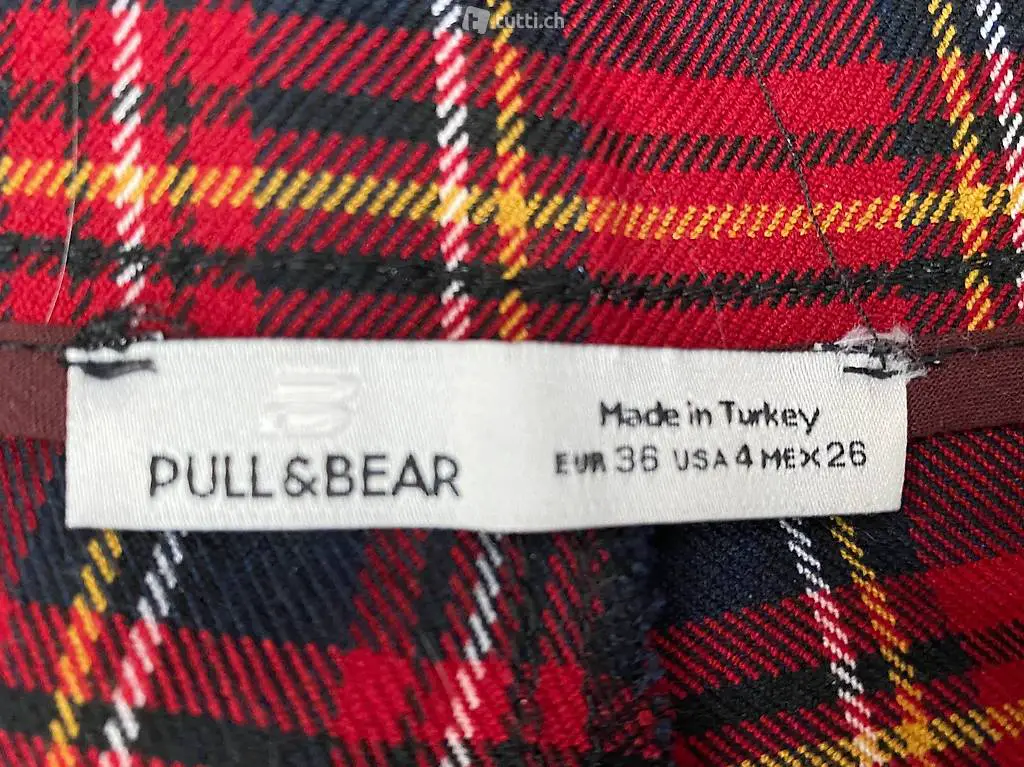 tutti.ch
PULL&BEAR
Made in Turkey
EUR 36 USA 4 MEX 26